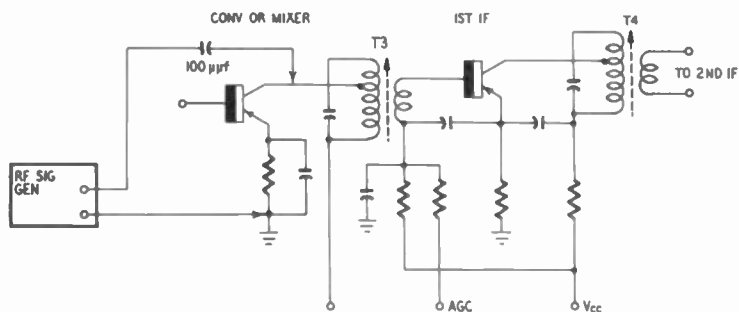 CONV OR MIXER
1ST IF
T3
T4
100 μμf
TO 2ND IF
RF SIG
GEN
AGC
Vcc